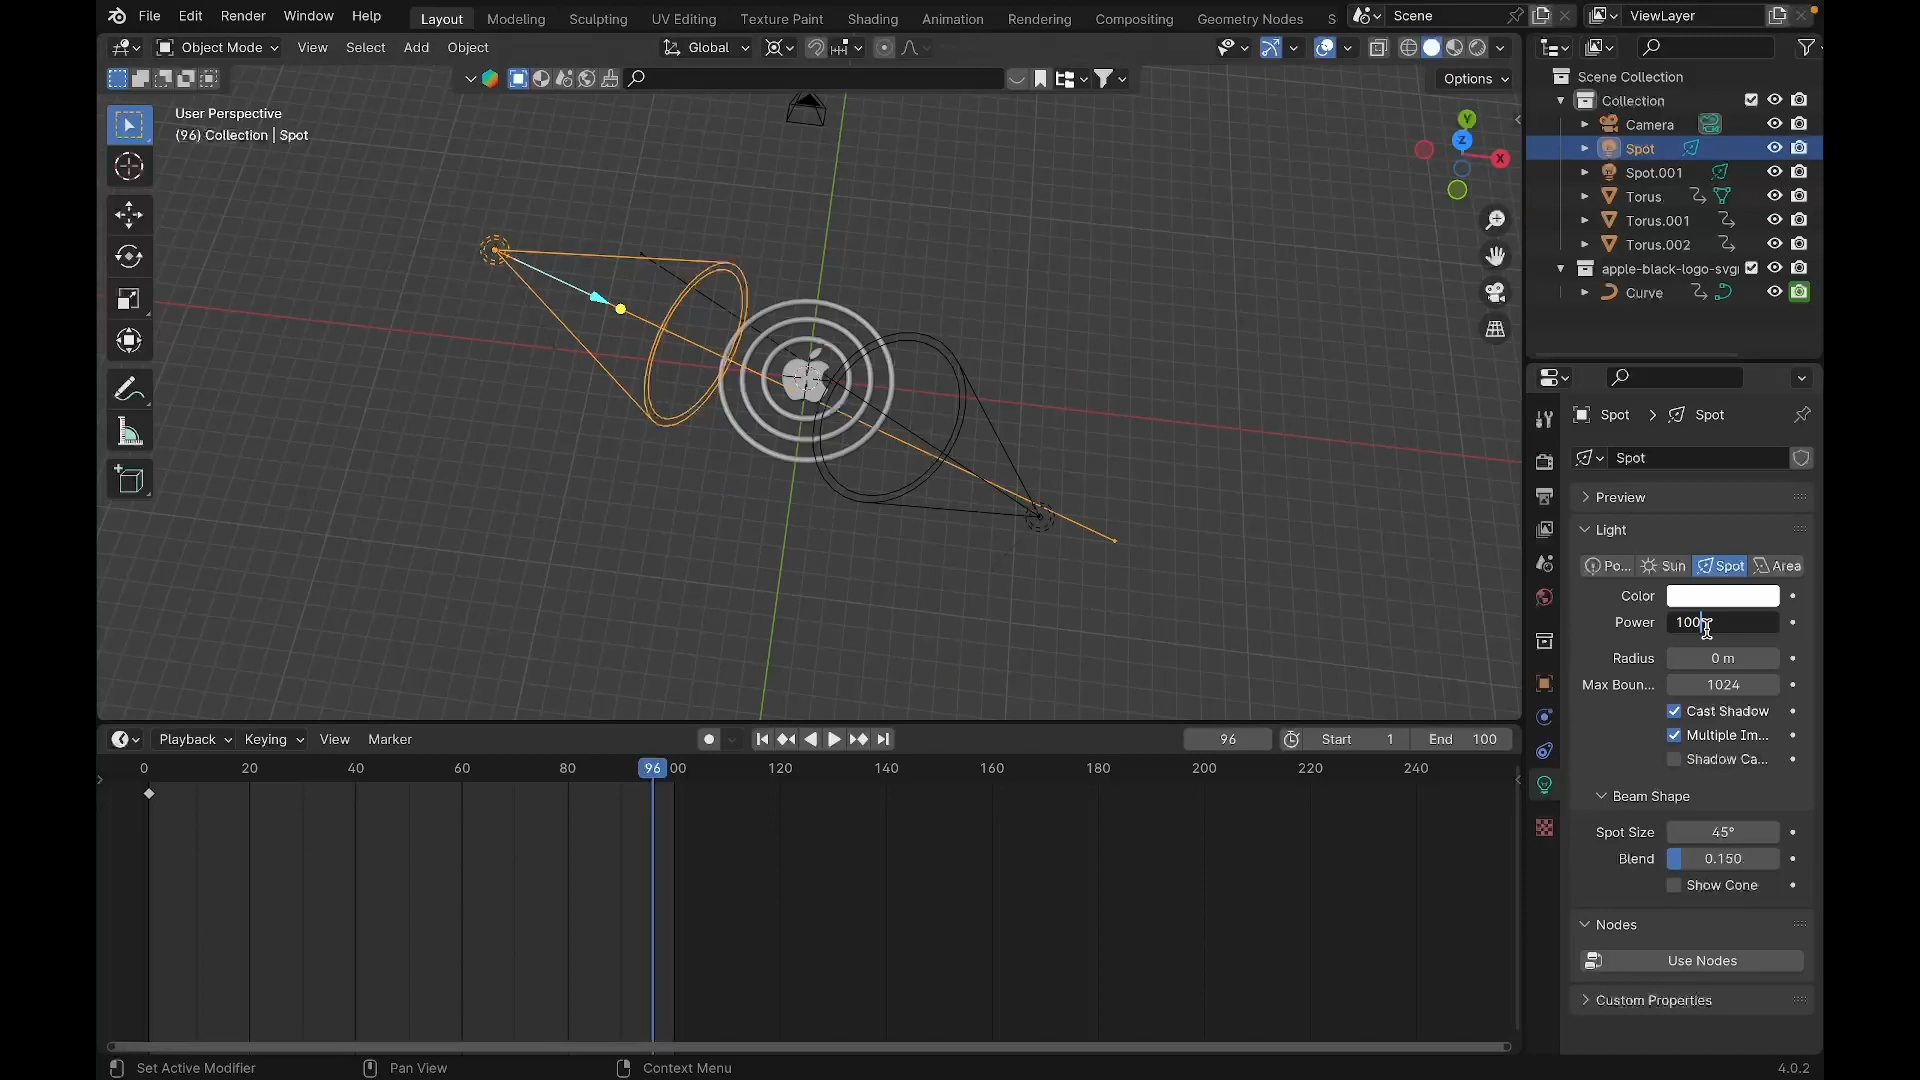 File Edit Render Window Help Layout Modeling Sculpting UV Editing Texture Paint Shading Animation Rendering Compositing Geometry Nodes S Scene ViewLayer
Object Mode View Select Add Object Global
Options
User Perspective
(96) Collection | Spot
Y
Z
X
Scene Collection
Collection
Camera
Spot
Spot.001
Torus
Torus.001
Torus.002
apple-black-logo-svgr
Curve
Spot > Spot
Spot
Preview
Light
Po... Sun Spot Area
Color
Power 100
Radius 0 m
Max Boun... 1024
Cast Shadow
Multiple Im...
Shadow Ca...
Beam Shape
Spot Size 45°
Blend 0.150
Show Cone
Nodes
Use Nodes
Custom Properties
Playback Keying View Marker 96 Start 1 End 100
0 20 40 60 80 96 00 120 140 160 180 200 220 240
Set Active Modifier Pan View Context Menu 4.0.2